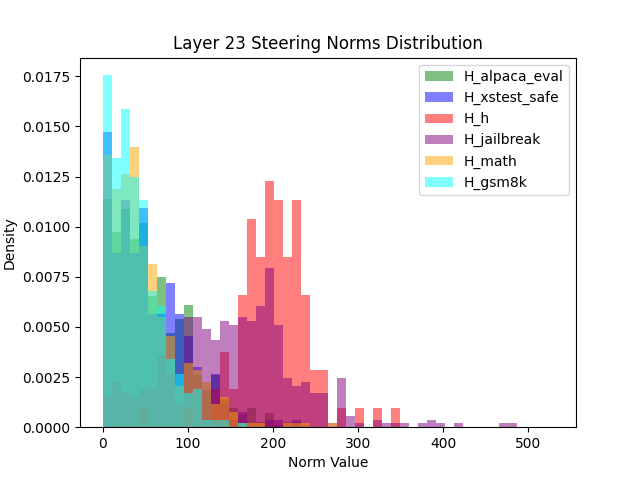 Layer 23 Steering Norms Distribution
0.0175
0.0150
0.0125
0.0100
0.0075
0.0050
0.0025
0.0000
Density
H_alpaca_eval
H_xstest_safe
H_h
H_jailbreak
H_math
H_gsm8k
0 100 200 300 400 500
Norm Value